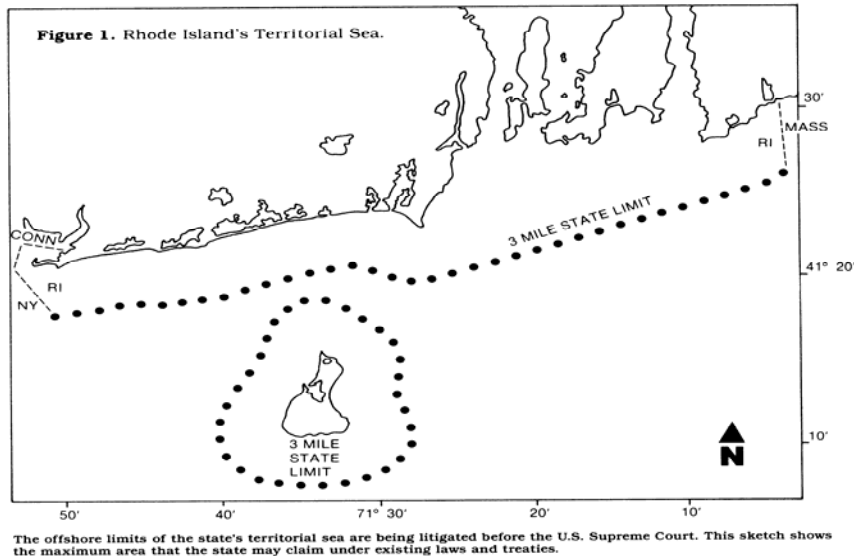 Figure 1. Rhode Island's Territorial Sea.
30'
MASS
RI
3 MILE STATE LIMIT
CONN
41° 20'
RI
NY
3 MILE
STATE
LIMIT
10'
N
50'
40'
71° 30'
20'
10'
The offshore limits of the state's territorial sea are being litigated before the U.S. Supreme Court. This sketch shows
the maximum area that the state may claim under existing laws and treaties.